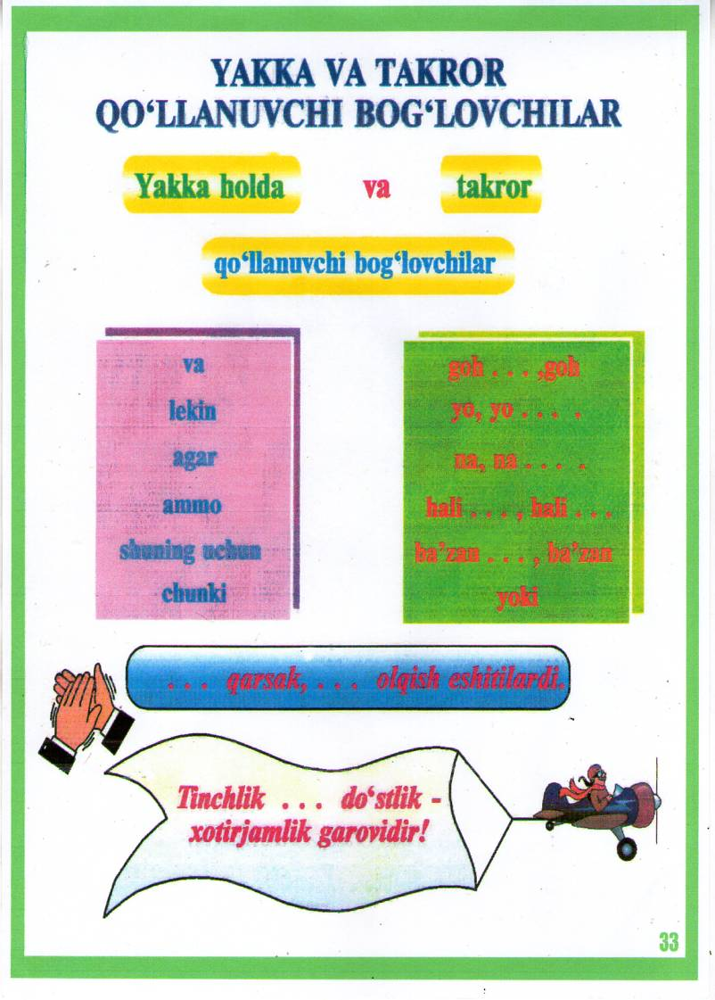 YAKKA VA TAKROR
QO‘LLANUVCHI BOG‘LOVCHILAR
Yakka holda va takror
qo‘llanuvchi bog‘lovchilar
va
lekin
agar
ammo
shuning uchun
chunki
goh . . . ,goh
yo, yo . . . .
na, na . . . .
hali . . . , hali . . .
ba’zan . . . , ba’zan
yoki
. . . qarsak, . . . olqish eshitilardi.
Tinchlik . . . do‘stlik -
xotirjamlik garovidir!
33